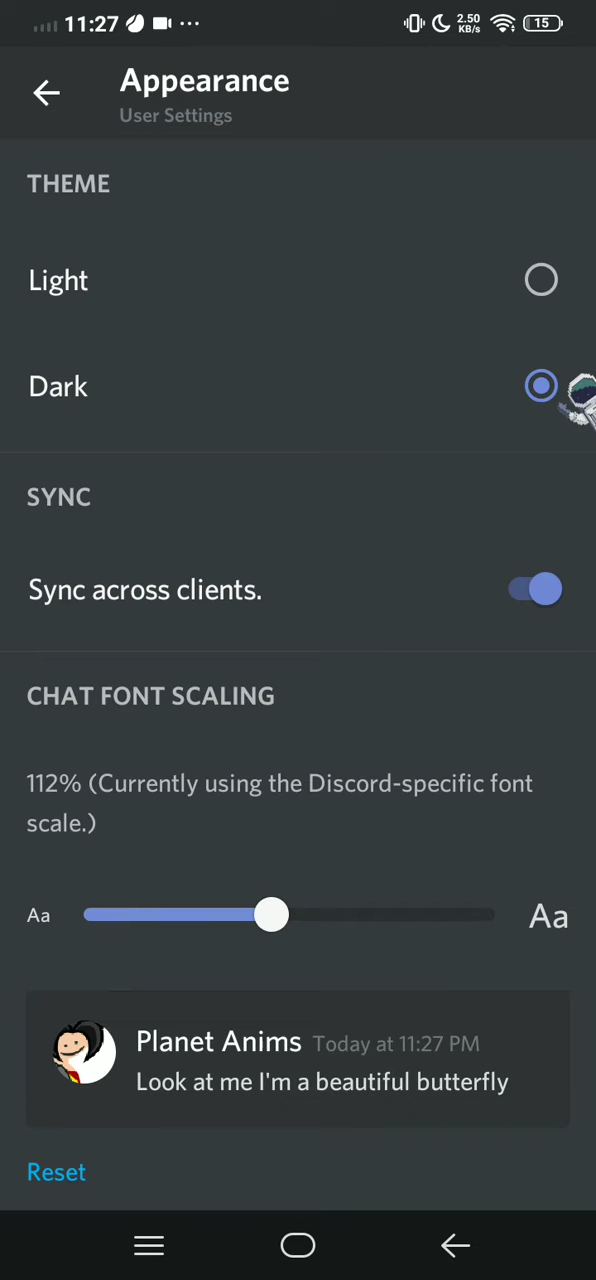 11:27 ... 2.50 KB/s 15
Appearance
User Settings
THEME
Light
Dark
SYNC
Sync across clients.
CHAT FONT SCALING
112% (Currently using the Discord-specific font
scale.)
Aa Aa
Planet Anims Today at 11:27 PM
Look at me I'm a beautiful butterfly
Reset